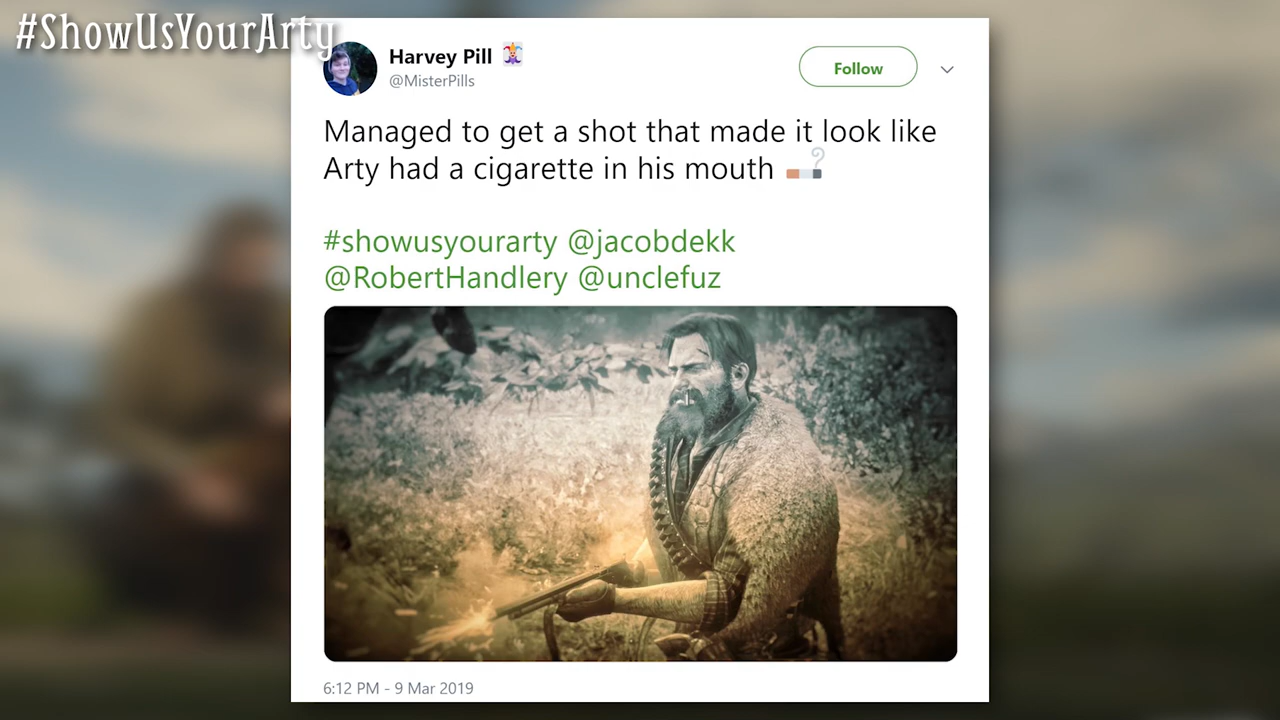 #ShowUsYourArty
Harvey Pill
@MisterPills
Follow
Managed to get a shot that made it look like
Arty had a cigarette in his mouth
#showusyourarty @jacobdekk
@RobertHandlery @unclefuz
6:12 PM - 9 Mar 2019